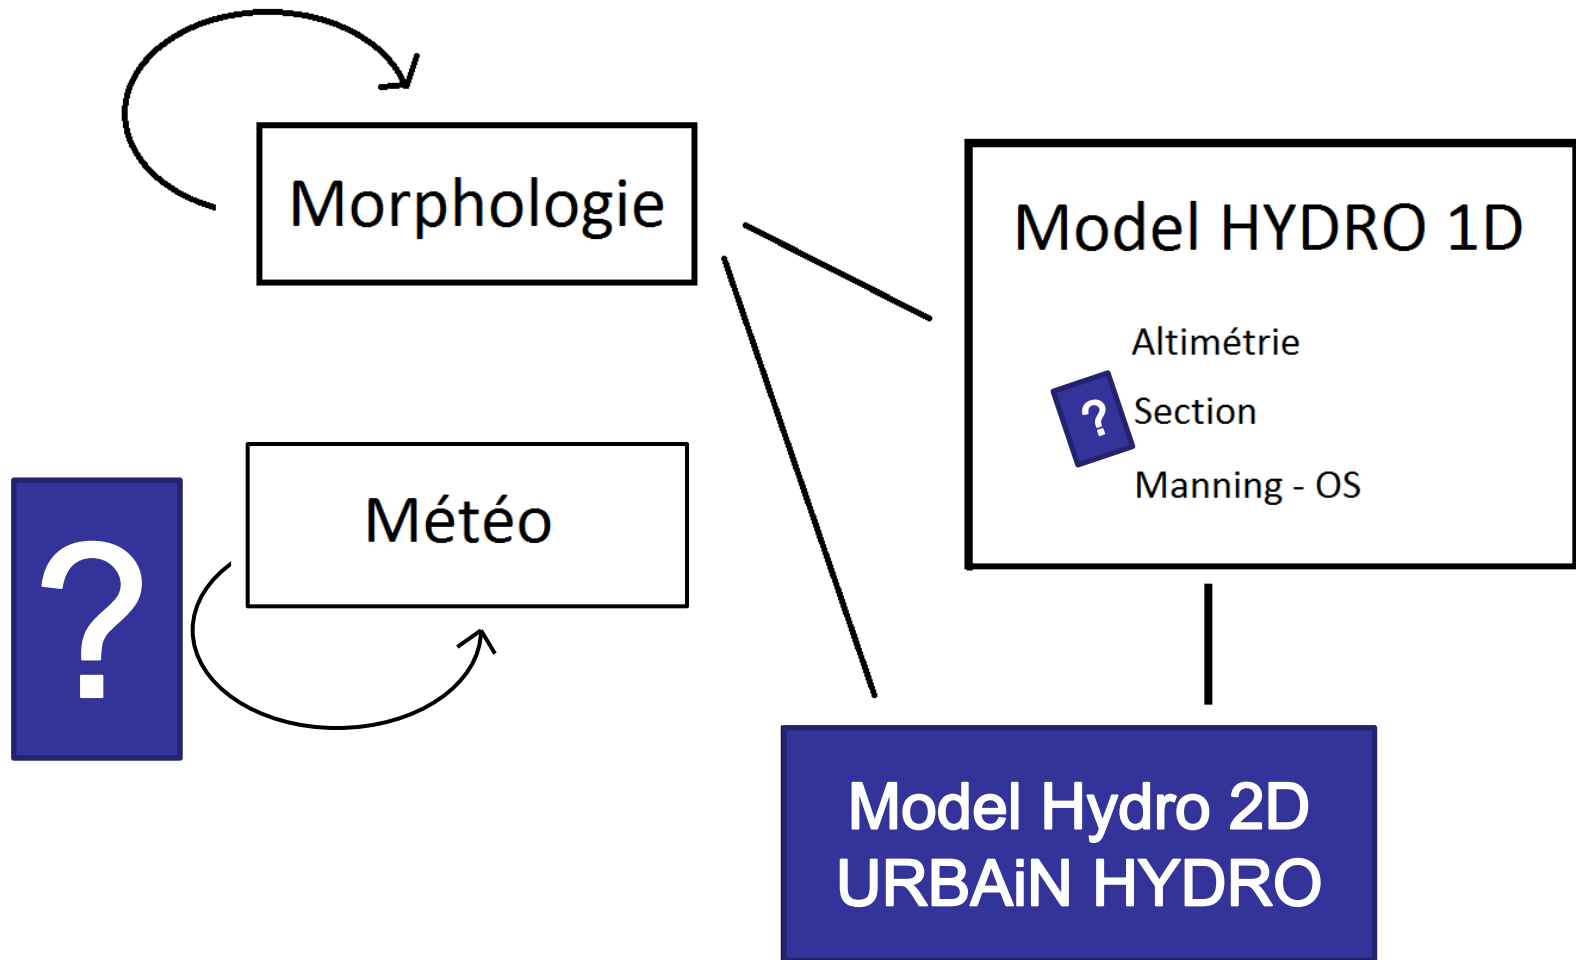 Morphologie
Model HYDRO 1D
Altimétrie
? Section
Manning - OS
Météo
?
Model Hydro 2D
URBAiN HYDRO